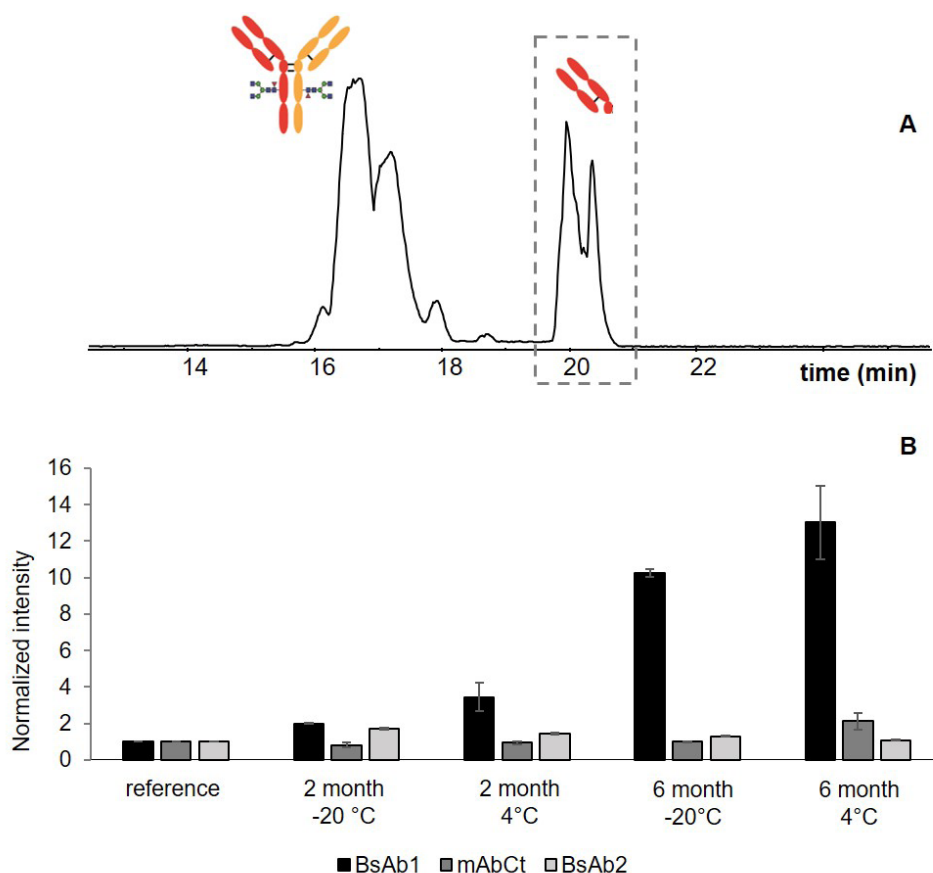 A
14 16 18 20 22
time (min)
B
Normalized intensity
16
14
12
10
8
6
4
2
0
reference 2 month 2 month 6 month 6 month
-20 °C 4°C -20°C 4°C
BsAb1 mAbCt BsAb2